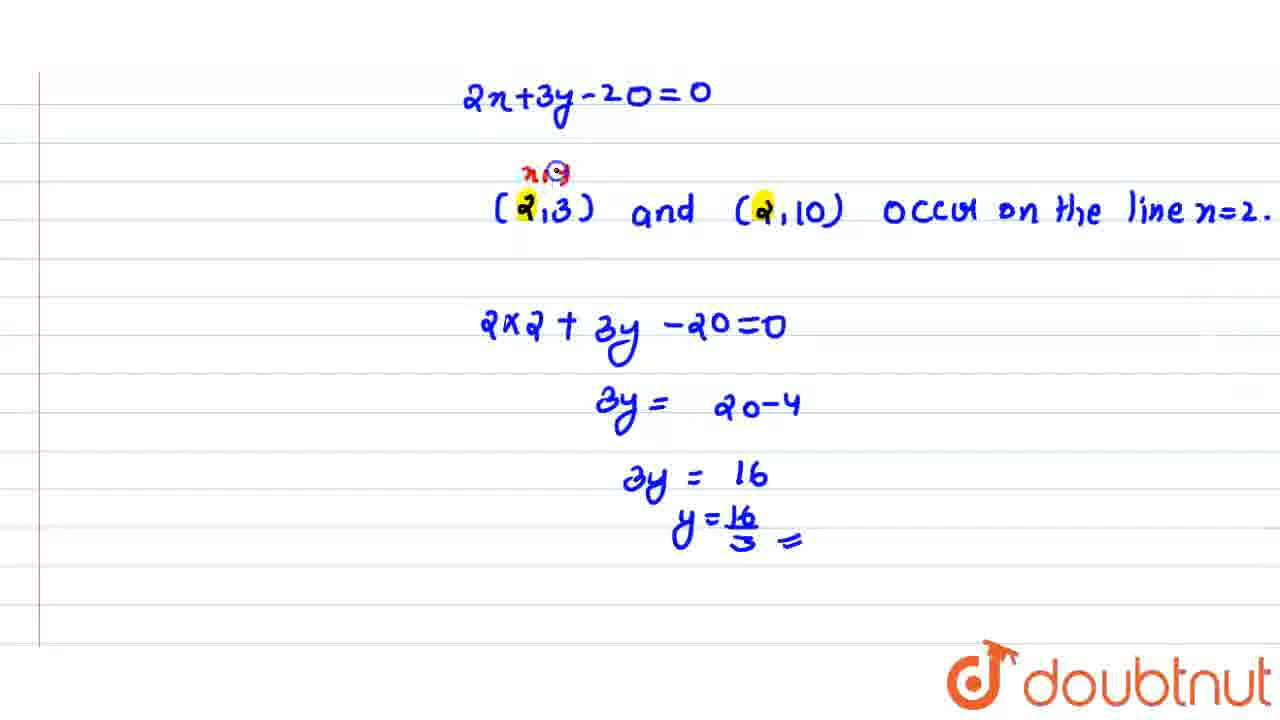 2x+3y-20=0
x,y
(2,3) and (2,10) occur on the line x=2.
2×2+3y-20=0
3y= 20-4
3y = 16
y=16/3 =
doubtnut